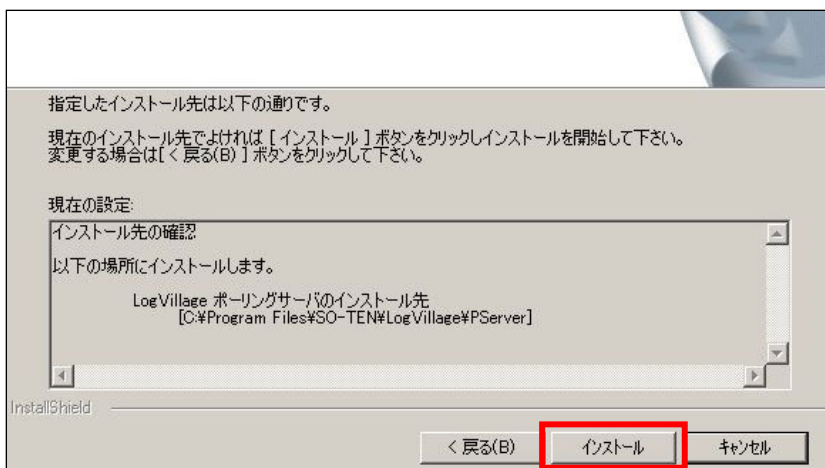 指定したインストール先は以下の通りです。
現在のインストール先でよければ [ インストール ] ボタンをクリックしインストールを開始して下さい。
変更する場合は[ < 戻る(B) ] ボタンをクリックして下さい。
現在の設定:
インストール先の確認
以下の場所にインストールします。
LogVillage ポーリングサーバのインストール先
[C:¥Program Files¥SO-TEN¥LogVillage¥PServer]
InstallShield
< 戻る(B)
インストール
キャンセル